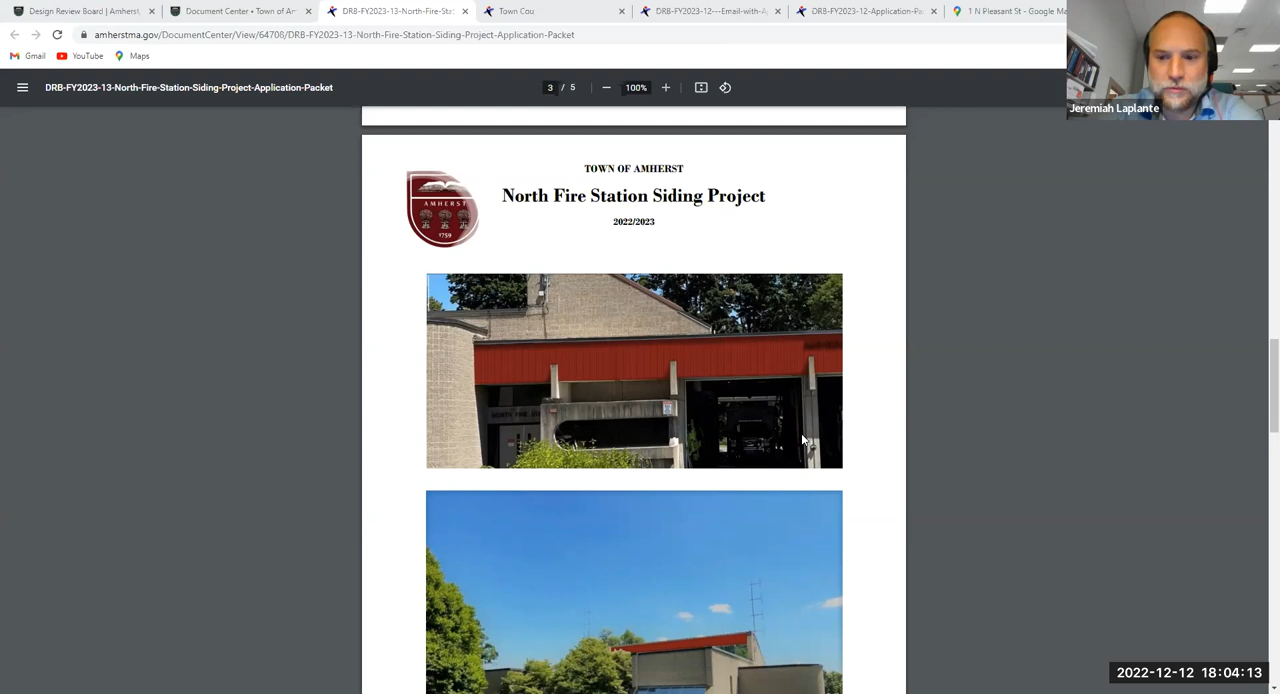 Design Review Board | Amherst,
Document Center • Town of Am
DRB-FY2023-13-North-Fire-Sta
Town Cou
DRB-FY2023-12---Email-with-A
DRB-FY2023-12-Application-Pa
1 N Pleasant St - Google Ma
amherstma.gov/DocumentCenter/View/64708/DRB-FY2023-13-North-Fire-Station-Siding-Project-Application-Packet
Gmail
YouTube
Maps
DRB-FY2023-13-North-Fire-Station-Siding-Project-Application-Packet
3 / 5
100%
Jeremiah Laplante
TOWN OF AMHERST
North Fire Station Siding Project
2022/2023
AMHERST
1759
NORTH FIRE
2022-12-12 18:04:13